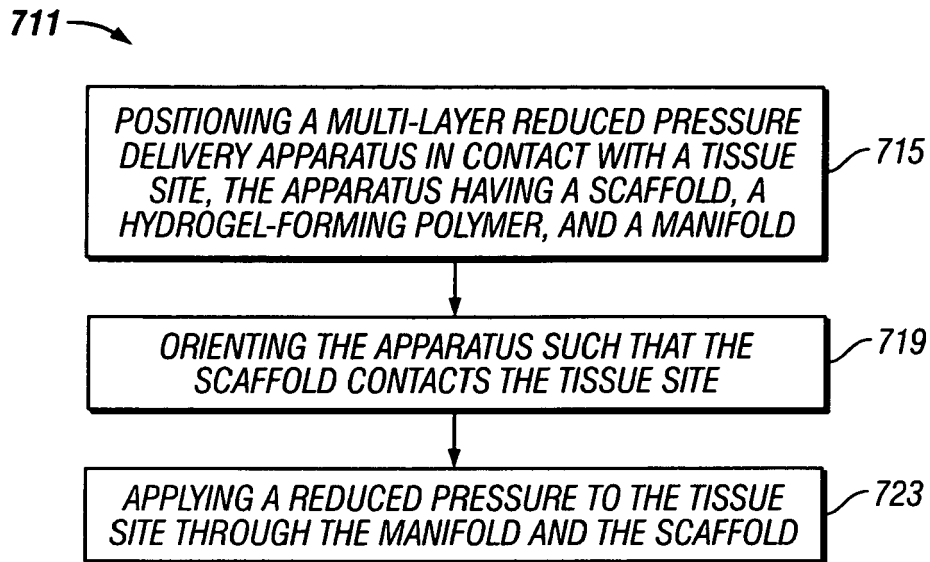 711
POSITIONING A MULTI-LAYER REDUCED PRESSURE
DELIVERY APPARATUS IN CONTACT WITH A TISSUE
SITE, THE APPARATUS HAVING A SCAFFOLD, A
HYDROGEL-FORMING POLYMER, AND A MANIFOLD
715
ORIENTING THE APPARATUS SUCH THAT THE
SCAFFOLD CONTACTS THE TISSUE SITE
719
APPLYING A REDUCED PRESSURE TO THE TISSUE
SITE THROUGH THE MANIFOLD AND THE SCAFFOLD
723